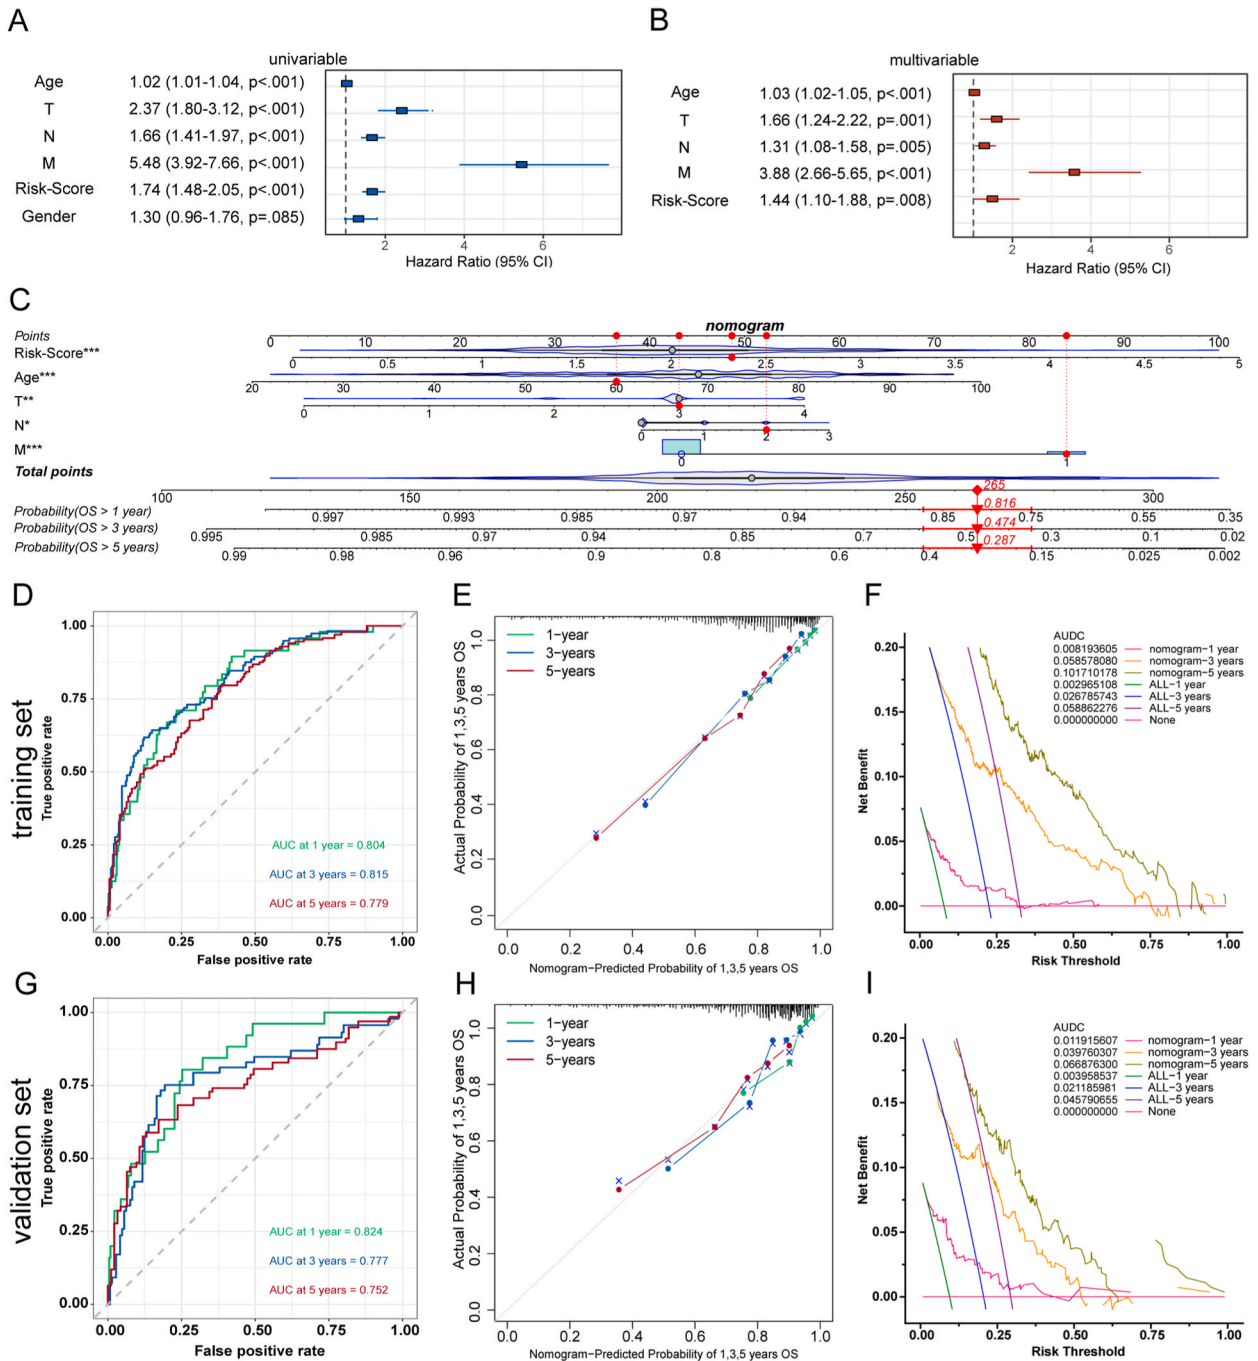 A
univariable
Age 1.02 (1.01-1.04, p<.001)
T 2.37 (1.80-3.12, p<.001)
N 1.66 (1.41-1.97, p<.001)
M 5.48 (3.92-7.66, p<.001)
Risk-Score 1.74 (1.48-2.05, p<.001)
Gender 1.30 (0.96-1.76, p=.085)
2 4 6
Hazard Ratio (95% CI)
B
multivariable
Age 1.03 (1.02-1.05, p<.001)
T 1.66 (1.24-2.22, p=.001)
N 1.31 (1.08-1.58, p=.005)
M 3.88 (2.66-5.65, p<.001)
Risk-Score 1.44 (1.10-1.88, p=.008)
2 4 6
Hazard Ratio (95% CI)
C
nomogram
Points 0 10 20 30 40 50 60 70 80 90 100
Risk-Score***
0 0.5 1 1.5 2 2.5 3 3.5 4 4.5 5
Age***
20 30 40 50 60 70 80 90 100
T**
0 1 2 3 4
N*
0 1 2 3
M***
0 1
Total points
265
100 150 200 250 300
0.816
Probability(OS > 1 year) 0.997 0.993 0.985 0.97 0.94 0.85 0.75 0.55 0.35
0.474
Probability(OS > 3 years) 0.995 0.985 0.97 0.94 0.85 0.7 0.5 0.3 0.1 0.02
0.287
Probability(OS > 5 years) 0.99 0.98 0.96 0.9 0.8 0.6 0.4 0.15 0.025 0.002
training set
D
True positive rate
1.00
0.75
0.50
0.25
0.00
AUC at 1 year = 0.804
AUC at 3 years = 0.815
AUC at 5 years = 0.779
0.00 0.25 0.50 0.75 1.00
False positive rate
E
Actual Probability of 1,3,5 years OS
1-year
3-years
5-years
1.0
0.8
0.6
0.4
0.2
0.0
0.0 0.2 0.4 0.6 0.8 1.0
Nomogram-Predicted Probability of 1,3,5 years OS
F
Net Benefit
0.20
0.15
0.10
0.05
0.00
AUDC
0.008193605 nomogram-1 year
0.058578080 nomogram-3 years
0.101710178 nomogram-5 years
0.002965108 ALL-1 year
0.026785743 ALL-3 years
0.058862276 ALL-5 years
0.000000000 None
0.00 0.25 0.50 0.75 1.00
Risk Threshold
validation set
G
True positive rate
1.00
0.75
0.50
0.25
0.00
AUC at 1 year = 0.824
AUC at 3 years = 0.777
AUC at 5 years = 0.752
0.00 0.25 0.50 0.75 1.00
False positive rate
H
Actual Probability of 1,3,5 years OS
1-year
3-years
5-years
1.0
0.8
0.6
0.4
0.2
0.0
0.0 0.2 0.4 0.6 0.8 1.0
Nomogram-Predicted Probability of 1,3,5 years OS
I
Net Benefit
0.20
0.15
0.10
0.05
0.00
AUDC
0.011915607 nomogram-1 year
0.039760307 nomogram-3 years
0.066876300 nomogram-5 years
0.003958537 ALL-1 year
0.021185981 ALL-3 years
0.045790655 ALL-5 years
0.000000000 None
0.00 0.25 0.50 0.75 1.00
Risk Threshold